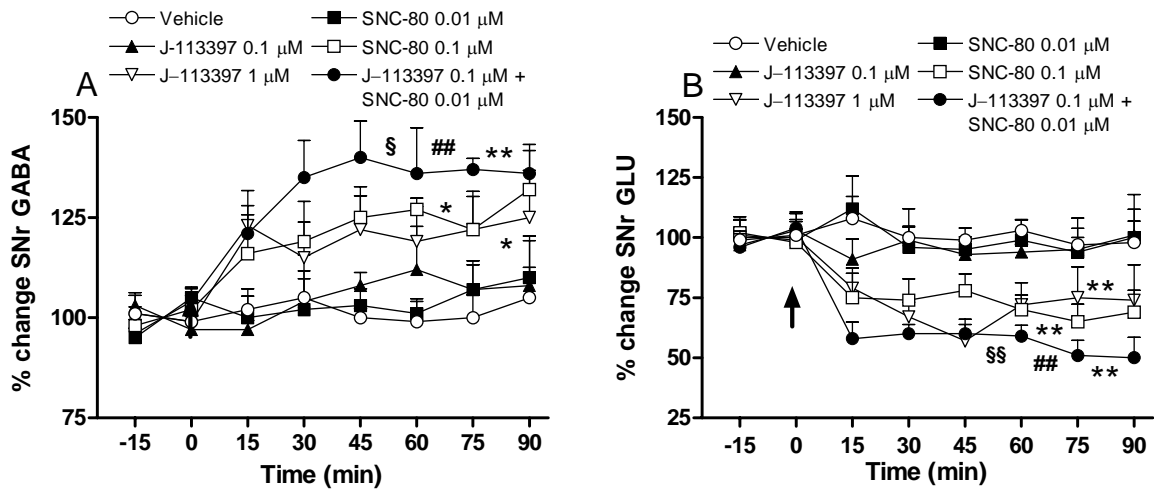 Vehicle
SNC-80 0.01 μM
J-113397 0.1 μM
SNC-80 0.1 μM
J–113397 1 μM
J–113397 0.1 μM +
SNC-80 0.01 μM
A
% change SNr GABA
150
125
100
75
§
##
**
*
*
-15 0 15 30 45 60 75 90
Time (min)
Vehicle
SNC-80 0.01 μM
J–113397 0.1 μM
SNC-80 0.1 μM
J–113397 1 μM
J–113397 0.1 μM +
SNC-80 0.01 μM
B
% change SNr GLU
150
125
100
75
50
25
**
**
§§
##
**
-15 0 15 30 45 60 75 90
Time (min)